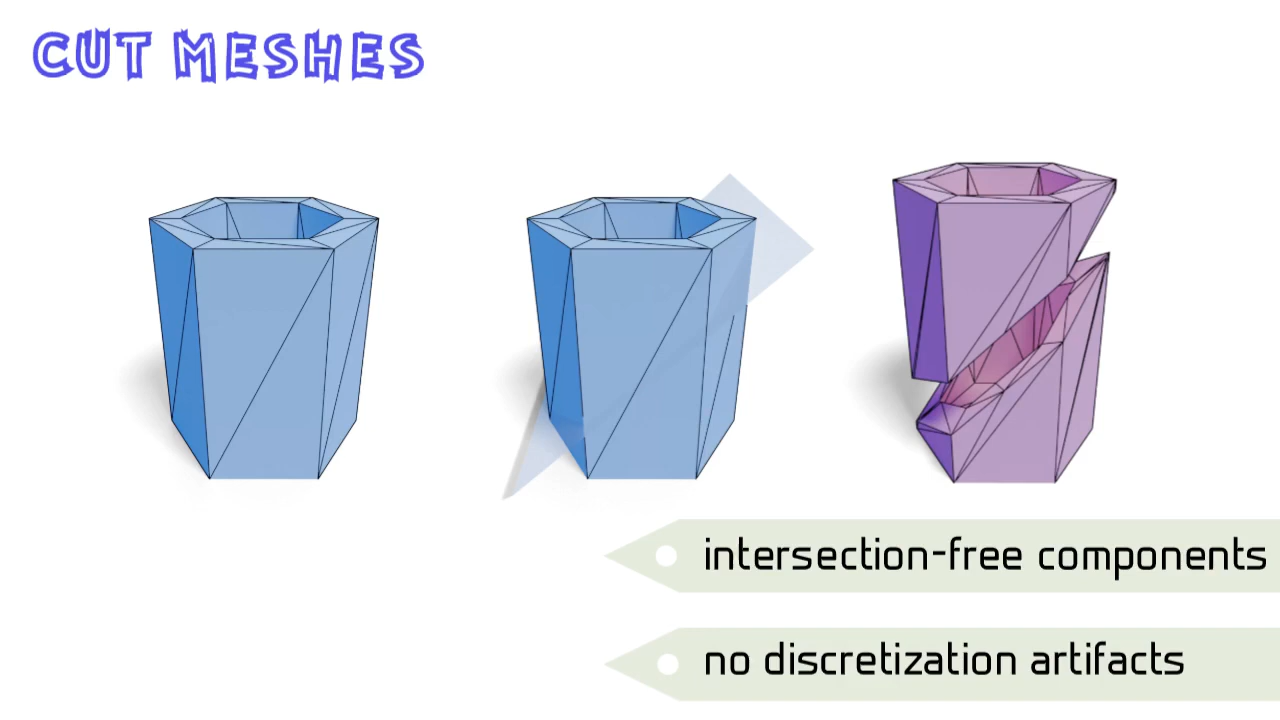 CUT MESHES
intersection-free components
no discretization artifacts